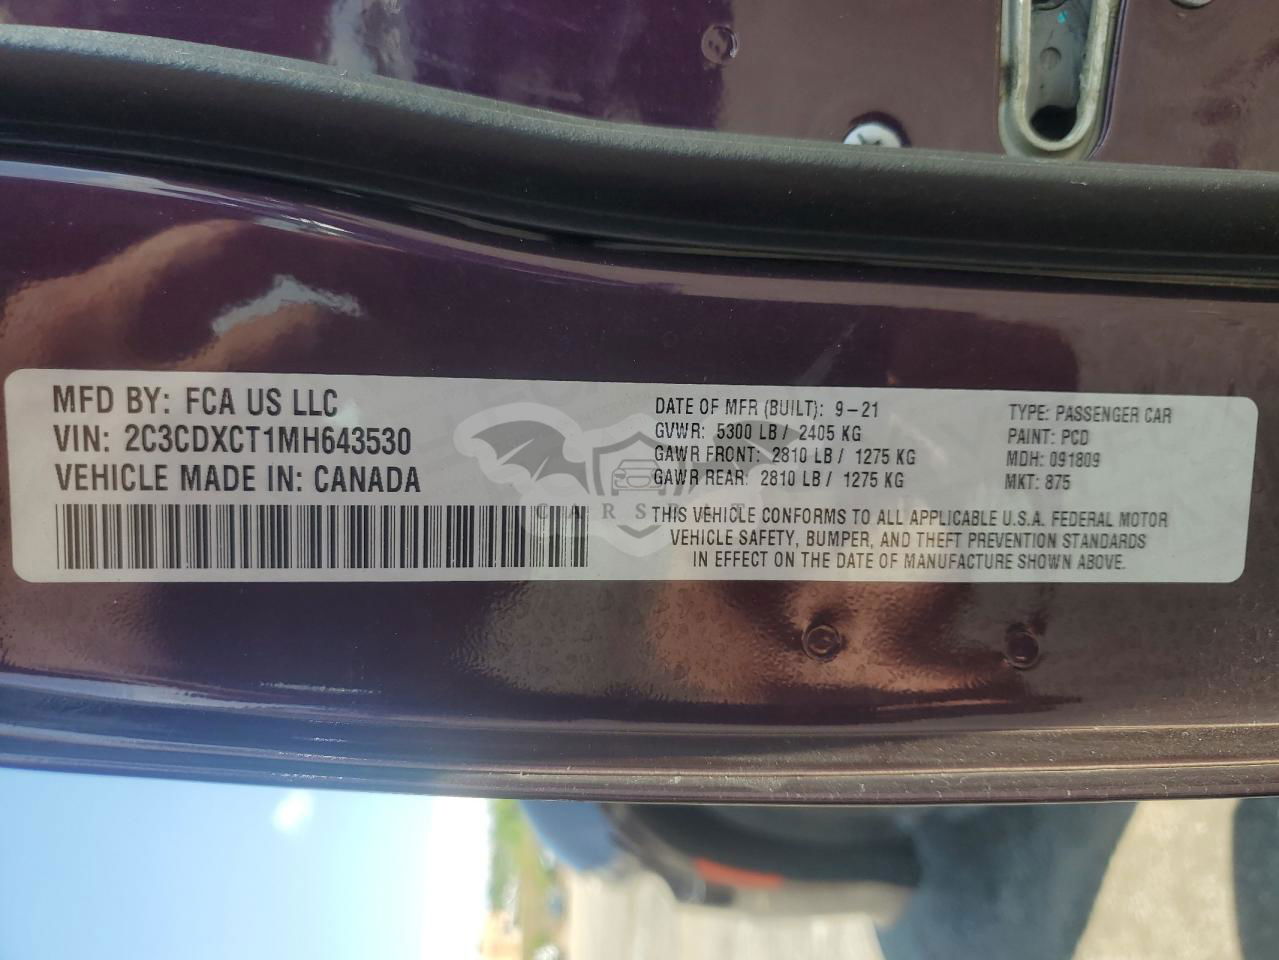 MFD BY: FCA US LLC
VIN: 2C3CDXCT1MH643530
VEHICLE MADE IN: CANADA
DATE OF MFR (BUILT): 9-21
GVWR: 5300 LB / 2405 KG
GAWR FRONT: 2810 LB / 1275 KG
GAWR REAR: 2810 LB / 1275 KG
TYPE: PASSENGER CAR
PAINT: PCD
MDH: 091809
MKT: 875
THIS VEHICLE CONFORMS TO ALL APPLICABLE U.S.A. FEDERAL MOTOR
VEHICLE SAFETY, BUMPER, AND THEFT PREVENTION STANDARDS
IN EFFECT ON THE DATE OF MANUFACTURE SHOWN ABOVE.